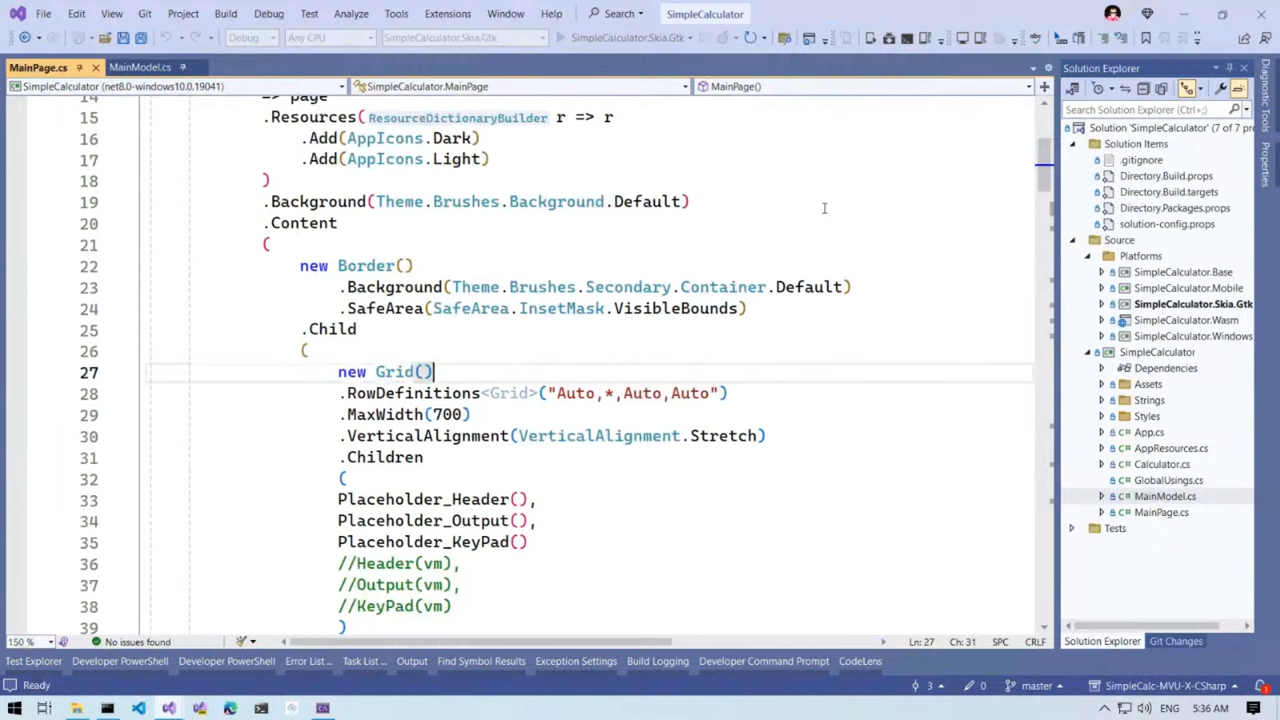 File Edit View Git Project Build Debug Test Analyze Tools Extensions Window Help Search SimpleCalculator
Debug Any CPU SimpleCalculator.Skia.Gtk SimpleCalculator.Skia.Gtk
MainPage.cs MainModel.cs
SimpleCalculator (net8.0-windows10.0.19041) SimpleCalculator.MainPage MainPage()
14 => page
15 .Resources(ResourceDictionaryBuilder r => r
16 .Add(AppIcons.Dark)
17 .Add(AppIcons.Light)
18 )
19 .Background(Theme.Brushes.Background.Default)
20 .Content
21 (
22 new Border()
23 .Background(Theme.Brushes.Secondary.Container.Default)
24 .SafeArea(SafeArea.InsetMask.VisibleBounds)
25 .Child
26 (
27 new Grid()
28 .RowDefinitions<Grid>("Auto,*,Auto,Auto")
29 .MaxWidth(700)
30 .VerticalAlignment(VerticalAlignment.Stretch)
31 .Children
32 (
33 Placeholder_Header(),
34 Placeholder_Output(),
35 Placeholder_KeyPad()
36 //Header(vm),
37 //Output(vm),
38 //KeyPad(vm)
39 )
150 % No issues found Ln: 27 Ch: 31 SPC CRLF
Solution Explorer
Search Solution Explorer (Ctrl+;)
Solution 'SimpleCalculator' (7 of 7 pro
Solution Items
.gitignore
Directory.Build.props
Directory.Build.targets
Directory.Packages.props
solution-config.props
Source
Platforms
SimpleCalculator.Base
SimpleCalculator.Mobile
SimpleCalculator.Skia.Gtk
SimpleCalculator.Wasm
SimpleCalculator.Windows
SimpleCalculator
Dependencies
Assets
Strings
Styles
App.cs
AppResources.cs
Calculator.cs
GlobalUsings.cs
MainModel.cs
MainPage.cs
Tests
Solution Explorer Git Changes
Diagnostic Tools
Properties
Test Explorer Developer PowerShell Developer PowerShell Error List ... Task List ... Output Find Symbol Results Exception Settings Build Logging Developer Command Prompt CodeLens
Ready 3 0 master SimpleCalc-MVU-X-CSharp 1
ENG 5:36 AM